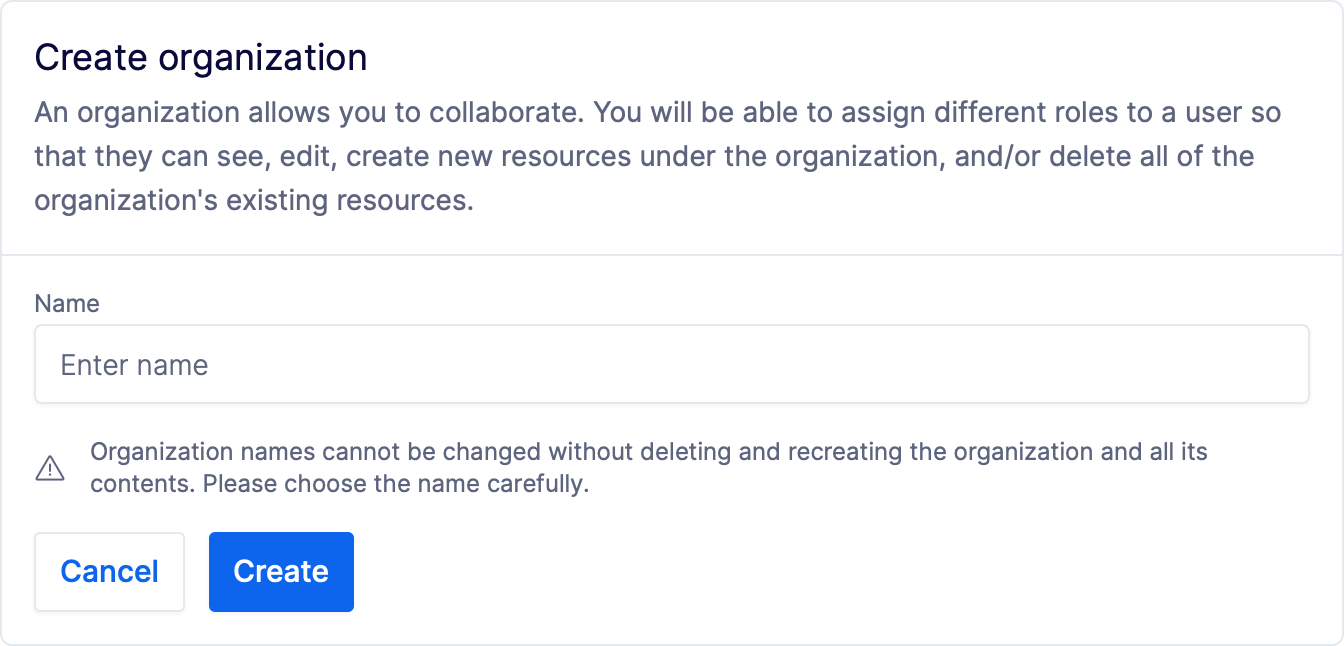 Create organization
An organization allows you to collaborate. You will be able to assign different roles to a user so
that they can see, edit, create new resources under the organization, and/or delete all of the
organization's existing resources.
Name
Enter name
Organization names cannot be changed without deleting and recreating the organization and all its
contents. Please choose the name carefully.
Cancel
Create